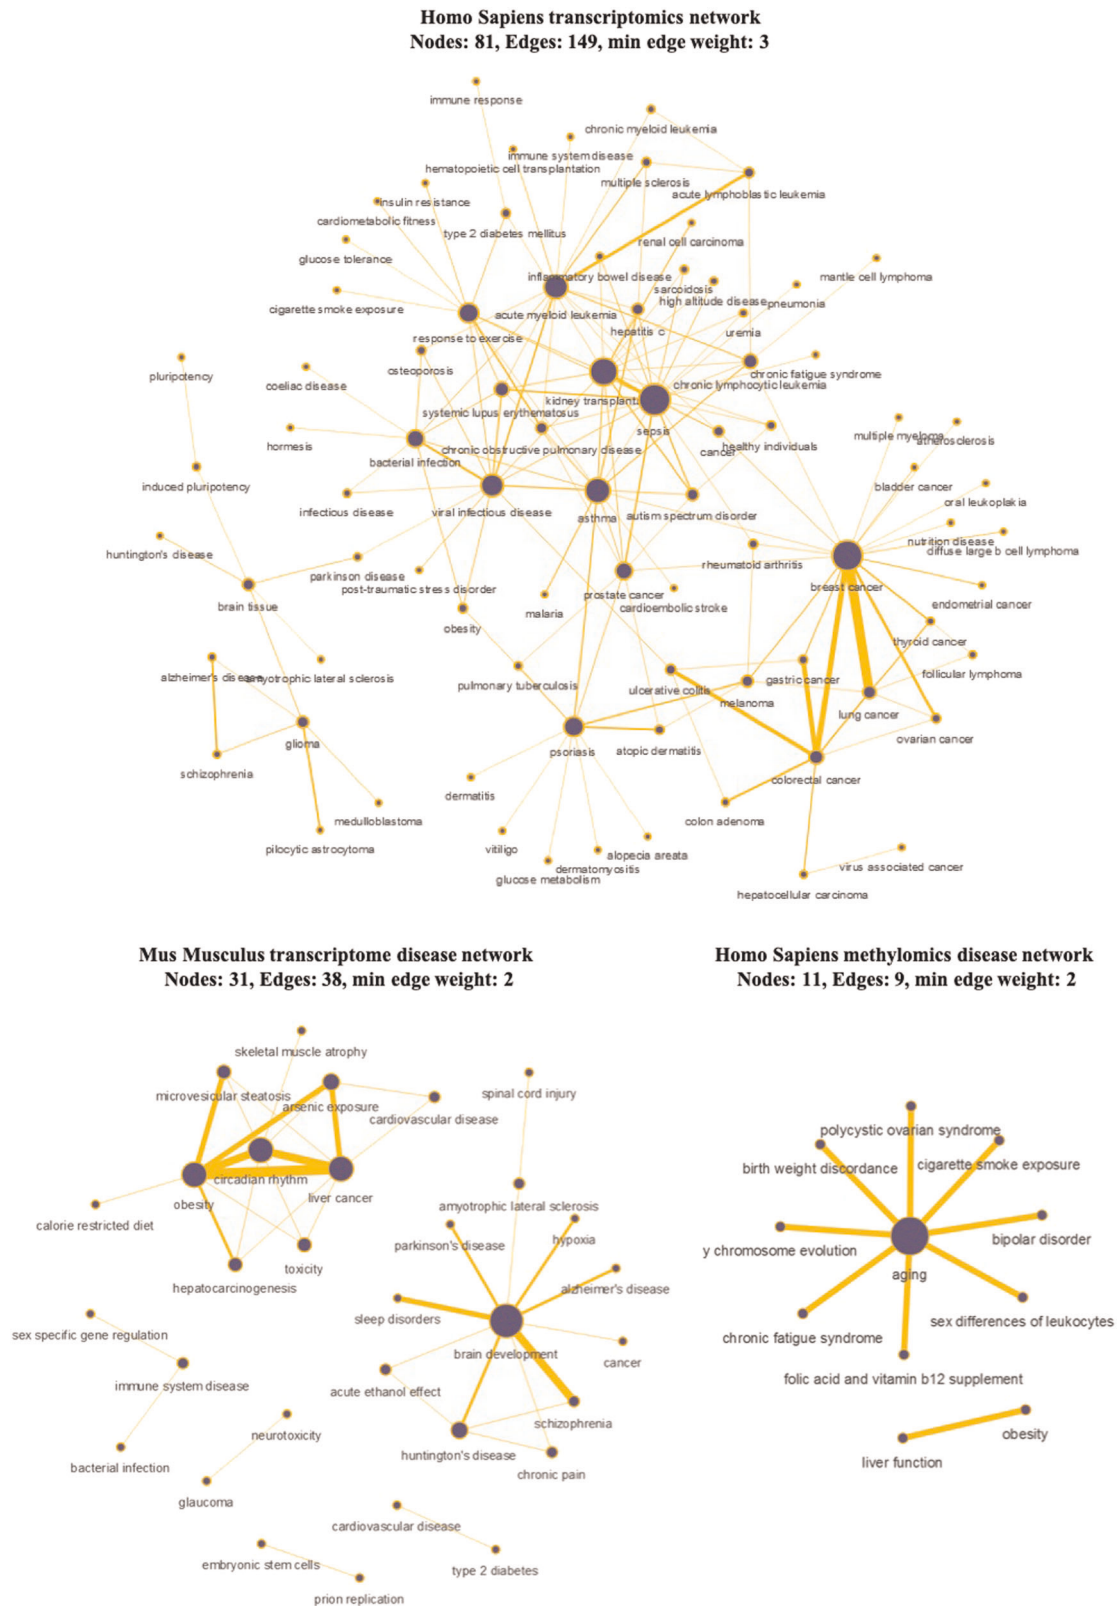 Homo Sapiens transcriptomics network
Nodes: 81, Edges: 149, min edge weight: 3
immune response
chronic myeloid leukemia
immune system disease
hematopoietic cell transplantation
multiple sclerosis
acute lymphoblastic leukemia
insulin resistance
cardiometabolic fitness
type 2 diabetes mellitus
renal cell carcinoma
glucose tolerance
inflammatory bowel disease
mantle cell lymphoma
sarcoidosis
high altitude disease
pneumonia
cigarette smoke exposure
acute myeloid leukemia
hepatitis c
uremia
response to exercise
osteoporosis
chronic fatigue syndrome
pluripotency
coeliac disease
chronic lymphocytic leukemia
kidney transplant
systemic lupus erythematosus
sepsis
multiple myeloma
atherosclerosis
hormesis
chronic obstructive pulmonary disease
cancer
healthy individuals
bacterial infection
induced pluripotency
bladder cancer
oral leukoplakia
infectious disease
viral infectious disease
asthma
autism spectrum disorder
nutrition disease
diffuse large b cell lymphoma
huntington's disease
rheumatoid arthritis
parkinson disease
post-traumatic stress disorder
prostate cancer
breast cancer
brain tissue
malaria
cardioembolic stroke
endometrial cancer
obesity
thyroid cancer
alzheimer's disease
amyotrophic lateral sclerosis
pulmonary tuberculosis
ulcerative colitis
gastric cancer
follicular lymphoma
melanoma
lung cancer
glioma
psoriasis
atopic dermatitis
ovarian cancer
schizophrenia
colorectal cancer
dermatitis
medulloblastoma
colon adenoma
pilocytic astrocytoma
vitiligo
alopecia areata
dermatomyositis
glucose metabolism
virus associated cancer
hepatocellular carcinoma
Mus Musculus transcriptome disease network
Nodes: 31, Edges: 38, min edge weight: 2
skeletal muscle atrophy
microvesicular steatosis
arsenic exposure
cardiovascular disease
spinal cord injury
circadian rhythm
liver cancer
obesity
calorie restricted diet
amyotrophic lateral sclerosis
parkinson's disease
hypoxia
toxicity
hepatocarcinogenesis
alzheimer's disease
sleep disorders
sex specific gene regulation
brain development
cancer
immune system disease
acute ethanol effect
schizophrenia
neurotoxicity
huntington's disease
bacterial infection
chronic pain
glaucoma
cardiovascular disease
embryonic stem cells
type 2 diabetes
prion replication
Homo Sapiens methylomics disease network
Nodes: 11, Edges: 9, min edge weight: 2
polycystic ovarian syndrome
birth weight discordance
cigarette smoke exposure
y chromosome evolution
bipolar disorder
aging
sex differences of leukocytes
chronic fatigue syndrome
folic acid and vitamin b12 supplement
obesity
liver function